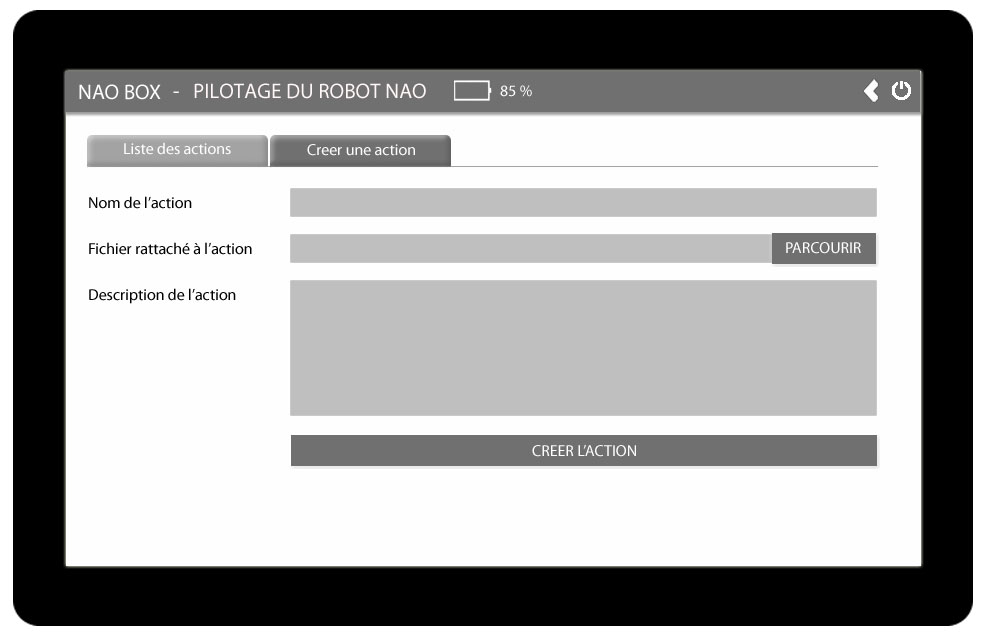 NAO BOX - PILOTAGE DU ROBOT NAO 85 %
Liste des actions Creer une action
Nom de l'action
Fichier rattaché à l'action PARCOURIR
Description de l'action
CREER L'ACTION